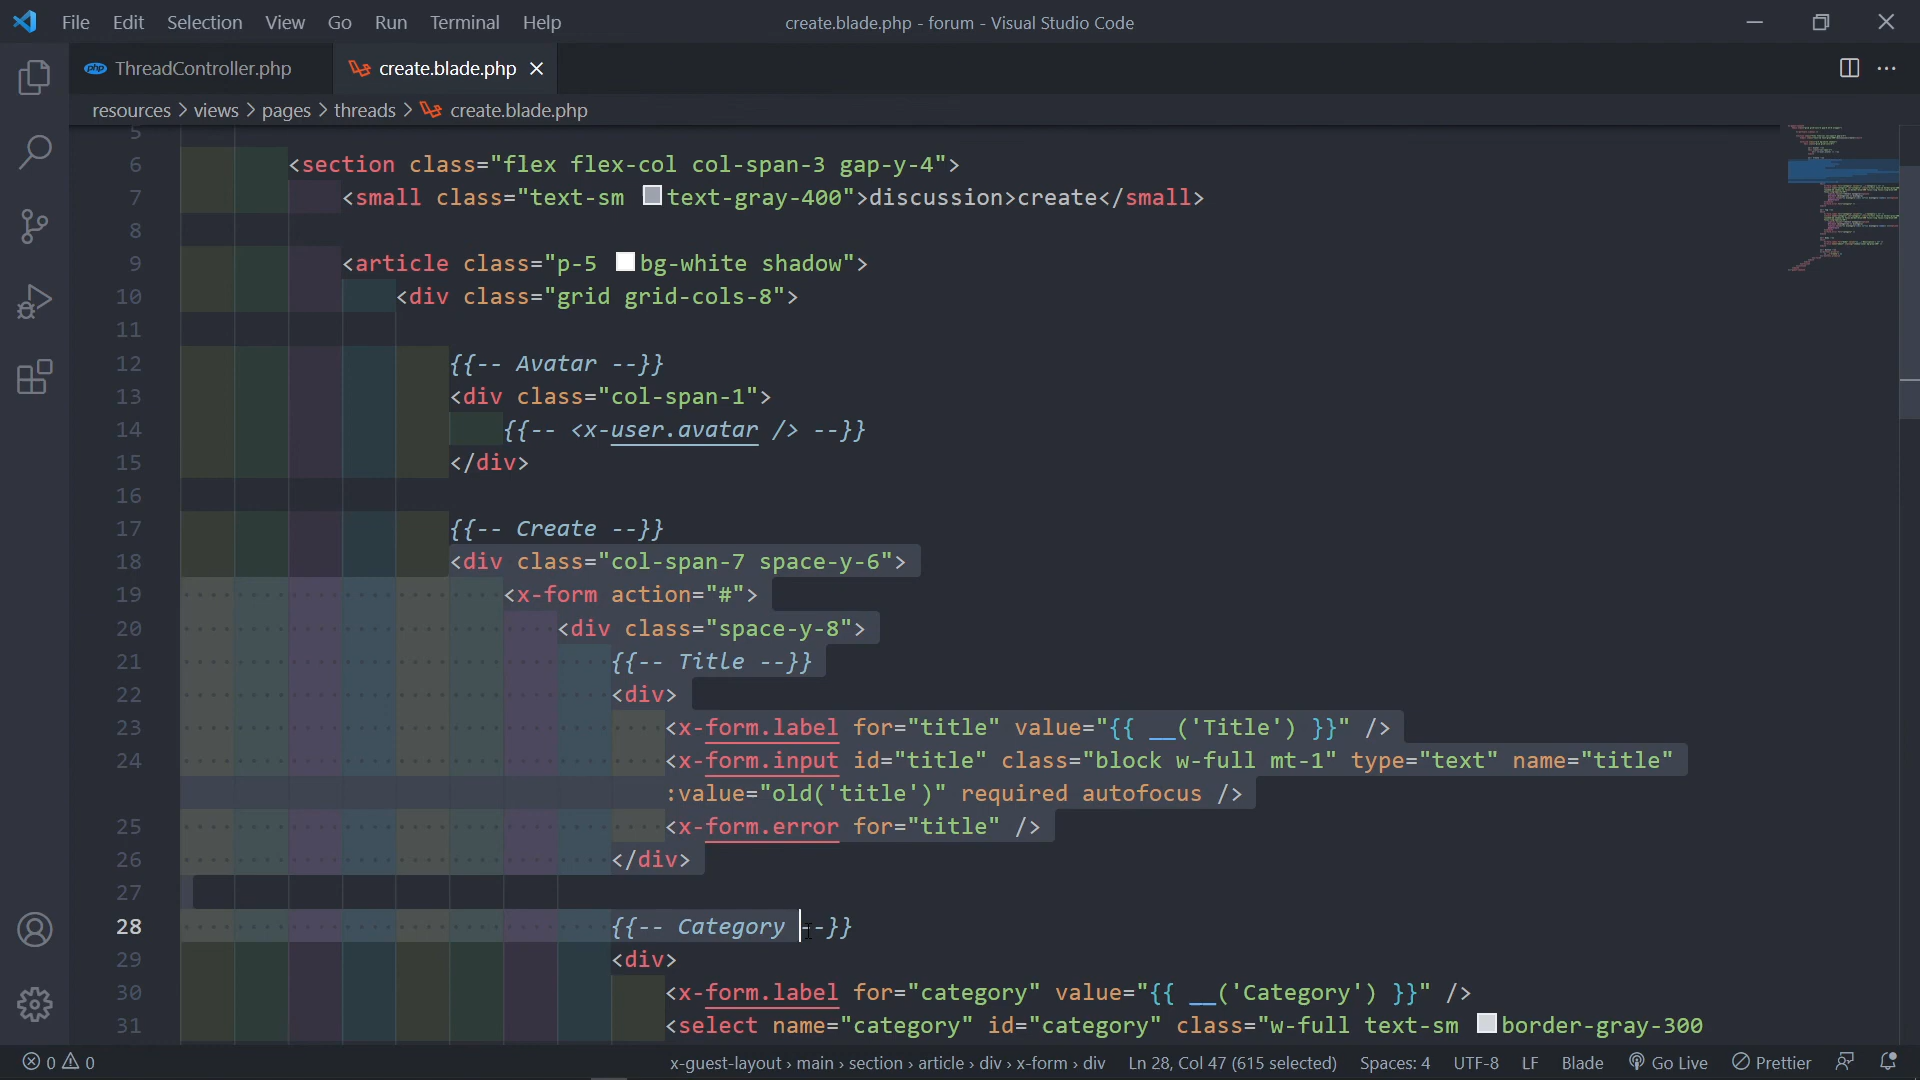 File Edit Selection View Go Run Terminal Help create.blade.php - forum - Visual Studio Code
php ThreadController.php create.blade.php
resources > views > pages > threads > create.blade.php
5
6 <section class="flex flex-col col-span-3 gap-y-4">
7 <small class="text-sm text-gray-400">discussion>create</small>
8
9 <article class="p-5 bg-white shadow">
10 <div class="grid grid-cols-8">
11
12 {{-- Avatar --}}
13 <div class="col-span-1">
14 {{-- <x-user.avatar /> --}}
15 </div>
16
17 {{-- Create --}}
18 <div class="col-span-7 space-y-6">
19 <x-form action="#">
20 <div class="space-y-8">
21 {{-- Title --}}
22 <div>
23 <x-form.label for="title" value="{{ __('Title') }}" />
24 <x-form.input id="title" class="block w-full mt-1" type="text" name="title"
:value="old('title')" required autofocus />
25 <x-form.error for="title" />
26 </div>
27
28 {{-- Category --}}
29 <div>
30 <x-form.label for="category" value="{{ __('Category') }}" />
31 <select name="category" id="category" class="w-full text-sm border-gray-300
0 0 x-guest-layout › main › section › article › div › x-form › div Ln 28, Col 47 (615 selected) Spaces: 4 UTF-8 LF Blade Go Live Prettier